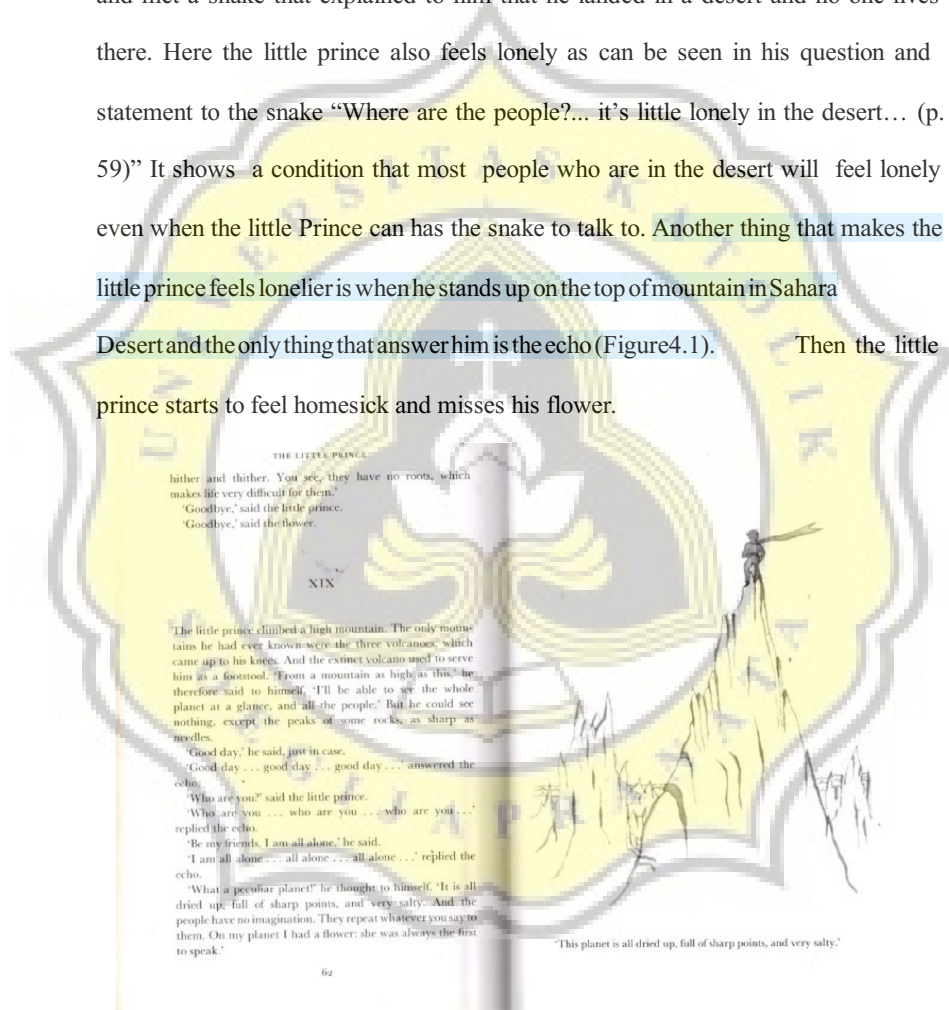 and met a snake that explained to him that he landed in a desert and no one lives
there. Here the little prince also feels lonely as can be seen in his question and
statement to the snake “Where are the people?... it’s little lonely in the desert… (p.
59)” It shows a condition that most people who are in the desert will feel lonely
even when the little Prince can has the snake to talk to. Another thing that makes the
little prince feels lonelier is when he stands up on the top of mountain in Sahara
Desert and the only thing that answer him is the echo (Figure4.1). Then the little
prince starts to feel homesick and misses his flower.
THE LITTLE PRINCE
hither and thither. You see, they have no roots, which
makes life very difficult for them.'
'Goodbye,' said the little prince.
'Goodbye,' said the flower.
XIX
The little prince climbed a high mountain. The only moun-
tains he had ever known were the three volcanoes, which
came up to his knees. And the extinct volcano used to serve
him as a footstool. 'From a mountain as high as this,' he
therefore said to himself, 'I'll be able to see the whole
planet at a glance, and all the people.' But he could see
nothing, except the peaks of some rocks, as sharp as
needles.
'Good day,' he said, just in case.
'Good day . . . good day . . . good day . . .' answered the
echo.
'Who are you?' said the little prince.
'Who are you . . . who are you . . . who are you . . .'
replied the echo.
'Be my friends, I am all alone,' he said.
'I am all alone . . . all alone . . . all alone . . .' replied the
echo.
'What a peculiar planet!' he thought to himself. 'It is all
dried up, full of sharp points, and very salty. And the
people have no imagination. They repeat whatever you say to
them. On my planet I had a flower: she was always the first
to speak.'
62
'This planet is all dried up, full of sharp points, and very salty.'
UNIVERSITAS KATOLIK